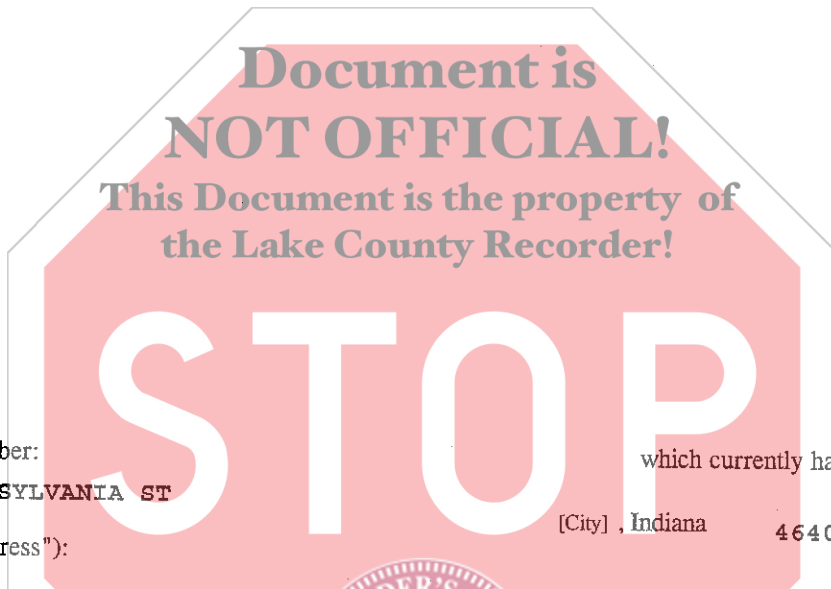 Document is
NOT OFFICIAL!
This Document is the property of
the Lake County Recorder!
STOP
ber: which currently ha
SYLVANIA ST
[City] , Indiana 4640
ress"):
DER'S